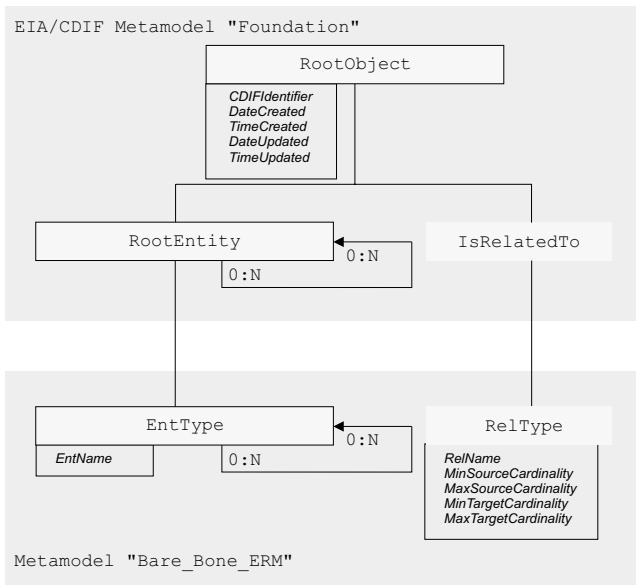 EIA/CDIF Metamodel "Foundation"
RootObject
CDIFIdentifier
DateCreated
TimeCreated
DateUpdated
TimeUpdated
RootEntity
IsRelatedTo
0:N
0:N
EntType
RelType
0:N
EntName
0:N
RelName
MinSourceCardinality
MaxSourceCardinality
MinTargetCardinality
MaxTargetCardinality
Metamodel "Bare_Bone_ERM"